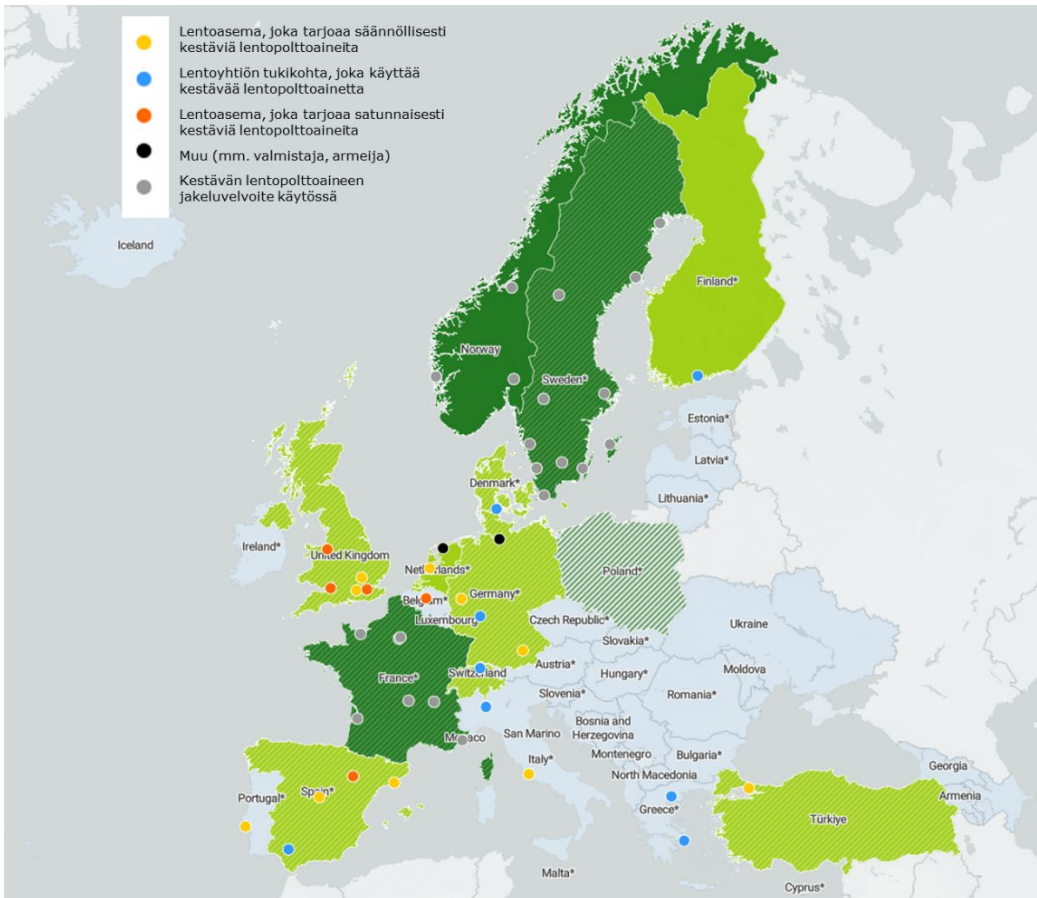 Lentoasema, joka tarjoaa säännöllisesti
kestäviä lentopolttoaineita
Lentoyhtiön tukikohta, joka käyttää
kestävää lentopolttoainetta
Lentoasema, joka tarjoaa satunnaisesti
kestäviä lentopolttoaineita
Muu (mm. valmistaja, armeija)
Kestävän lentopolttoaineen
jakeluvelvoite käytössä
Iceland
Finland*
Norway
Sweden*
Estonia*
Latvia*
Denmark*
Lithuania*
Ireland*
United Kingdom
Netherlands*
Poland*
Belgium*
Germany*
Luxembourg
Czech Republic*
Ukraine
Slovakia*
France*
Switzerland
Austria*
Hungary*
Moldova
Slovenia*
Romania*
Monaco
San Marino
Bosnia and
Herzegovina
Italy*
Montenegro
Bulgaria*
Georgia
North Macedonia
Portugal*
Spain*
Greece*
Armenia
Türkiye
Malta*
Cyprus*